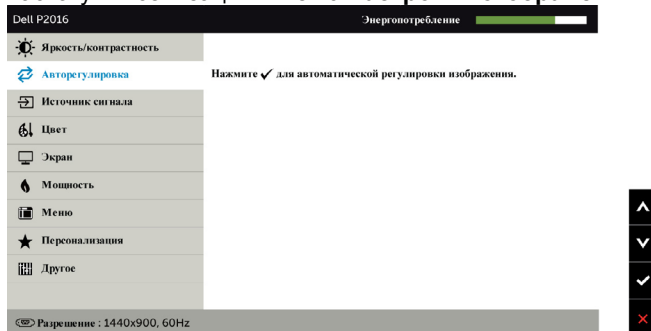 Dell P2016
Энергопотребление
Яркость/контрастность
Авторегулировка
Нажмите ✓ для автоматической регулировки изображения.
Источник сигнала
Цвет
Экран
Мощность
Меню
Персонализация
Другое
Разрешение : 1440x900, 60Hz